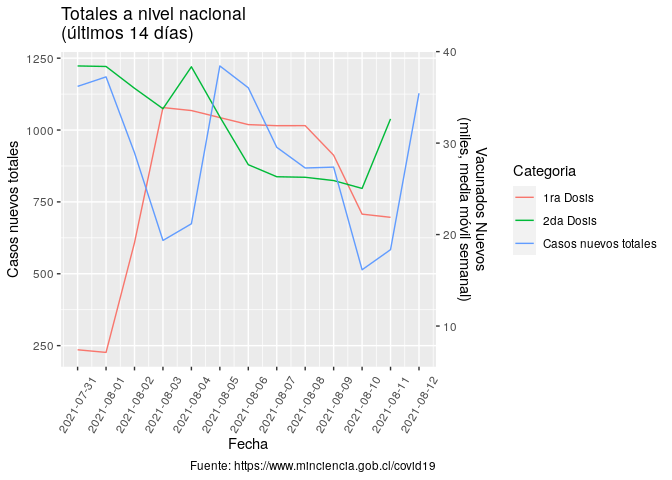 Totales a nivel nacional
(últimos 14 días)
1250
1000
750
500
250
Casos nuevos totales
40
30
20
10
Vacunados Nuevos
(miles, media móvil semanal)
2021-07-31
2021-08-01
2021-08-02
2021-08-03
2021-08-04
2021-08-05
2021-08-06
2021-08-07
2021-08-08
2021-08-09
2021-08-10
2021-08-11
2021-08-12
Fecha
Categoria
1ra Dosis
2da Dosis
Casos nuevos totales
Fuente: https://www.minciencia.gob.cl/covid19